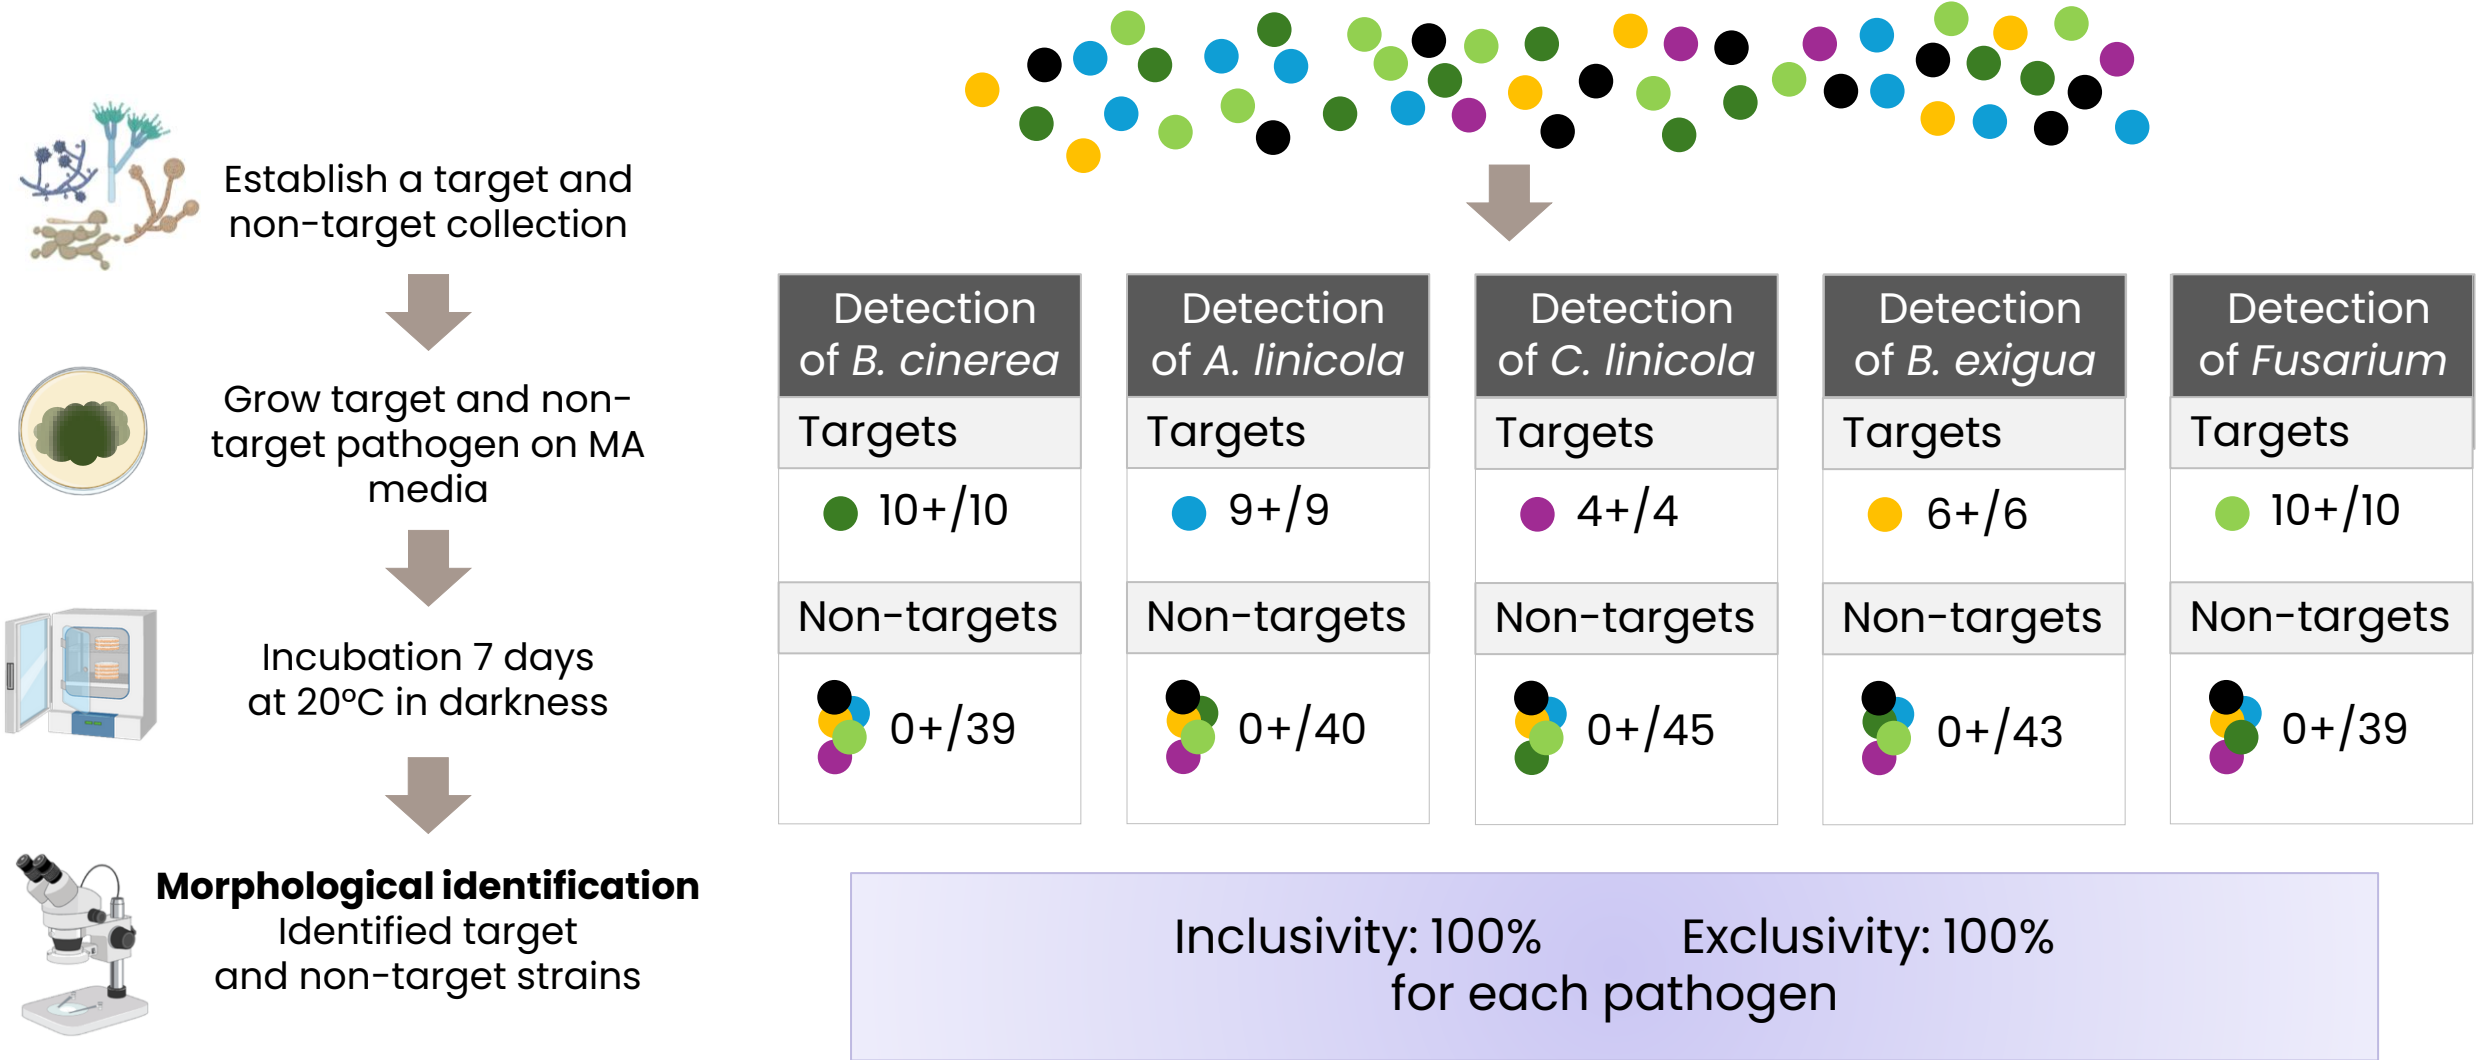 Establish a target and
non-target collection
Grow target and non-
target pathogen on MA
media
Incubation 7 days
at 20°C in darkness
Morphological identification
Identified target
and non-target strains
Detection
of B. cinerea
Targets
10+/10
Non-targets
0+/39
Detection
of A. linicola
Targets
9+/9
Non-targets
0+/40
Detection
of C. linicola
Targets
4+/4
Non-targets
0+/45
Detection
of B. exigua
Targets
6+/6
Non-targets
0+/43
Detection
of Fusarium
Targets
10+/10
Non-targets
0+/39
Inclusivity: 100% Exclusivity: 100%
for each pathogen